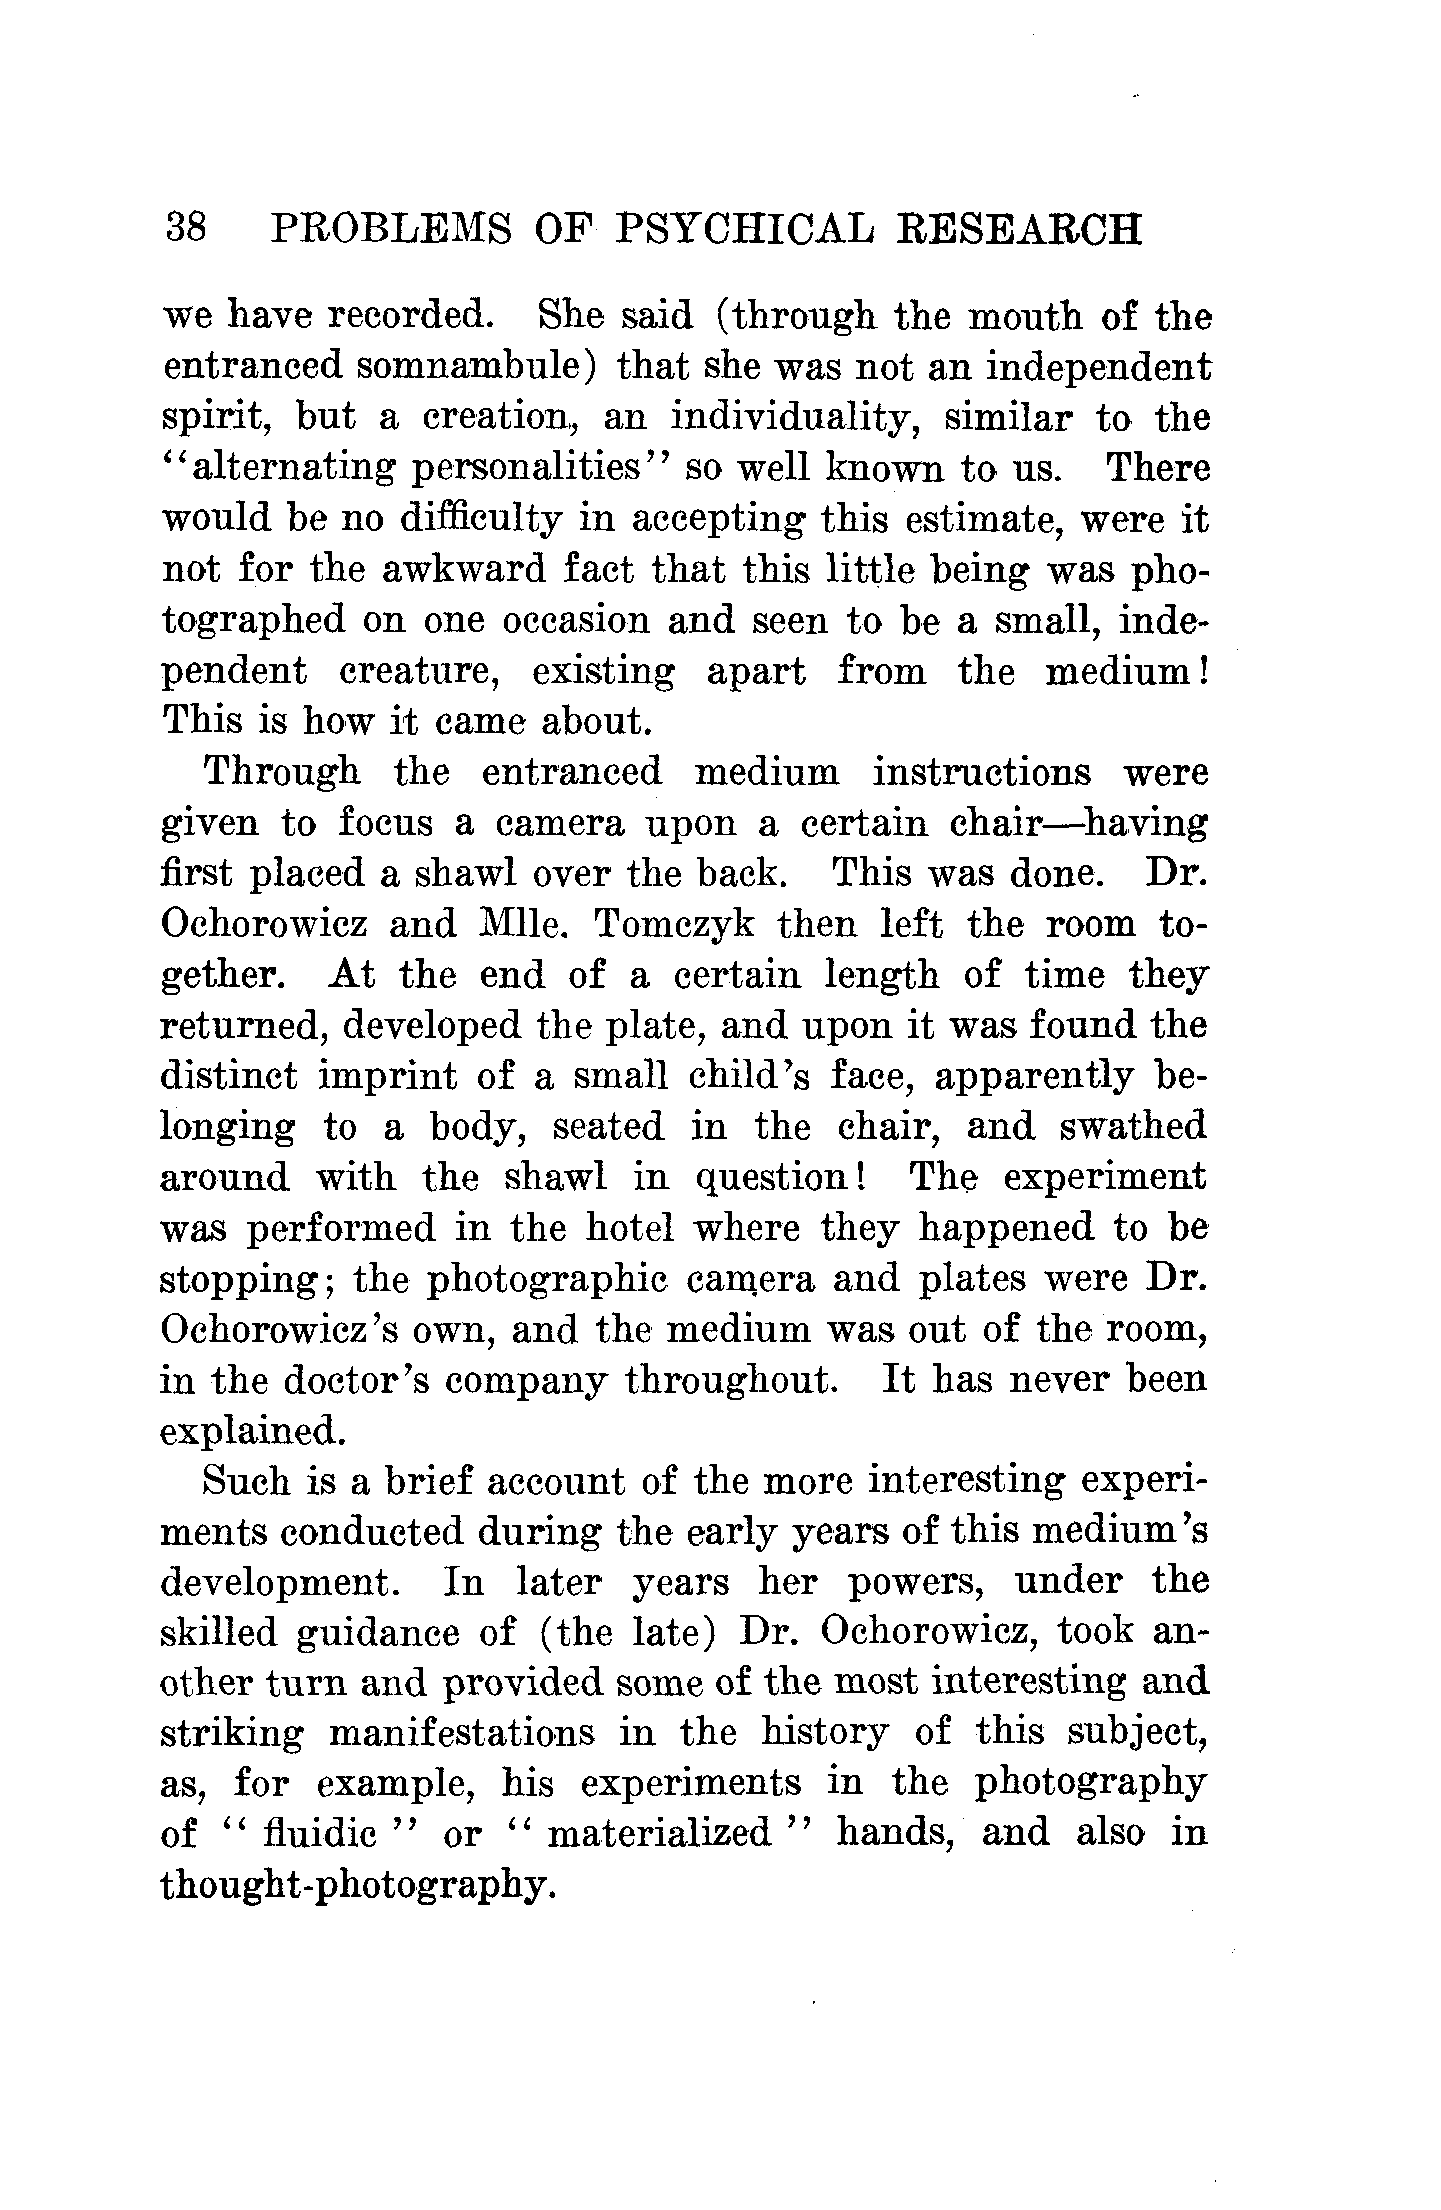 38 PROBLEMS OF PSYCHICAL RESEARCH
we have recorded. She said (through the mouth of the
entranced somnambule) that she was not an independent
spirit, but a creation, an individuality, similar to the
“alternating personalities” so well known to us. There
would be no difficulty in accepting this estimate, were it
not for the awkward fact that this little being was pho-
tographed on one occasion and seen to be a small, inde-
pendent creature, existing apart from the medium!
This is how it came about.
Through the entranced medium instructions were
given to focus a camera upon a certain chair—having
first placed a shawl over the back. This was done. Dr.
Ochorowicz and Mlle. Tomczyk then left the room to-
gether. At the end of a certain length of time they
returned, developed the plate, and upon it was found the
distinct imprint of a small child’s face, apparently be-
longing to a body, seated in the chair, and swathed
around with the shawl in question! The experiment
was performed in the hotel where they happened to be
stopping; the photographic camera and plates were Dr.
Ochorowicz’s own, and the medium was out of the room,
in the doctor’s company throughout. It has never been
explained.
Such is a brief account of the more interesting experi-
ments conducted during the early years of this medium’s
development. In later years her powers, under the
skilled guidance of (the late) Dr. Ochorowicz, took an-
other turn and provided some of the most interesting and
striking manifestations in the history of this subject,
as, for example, his experiments in the photography
of “ fluidic ” or “ materialized ” hands, and also in
thought-photography.